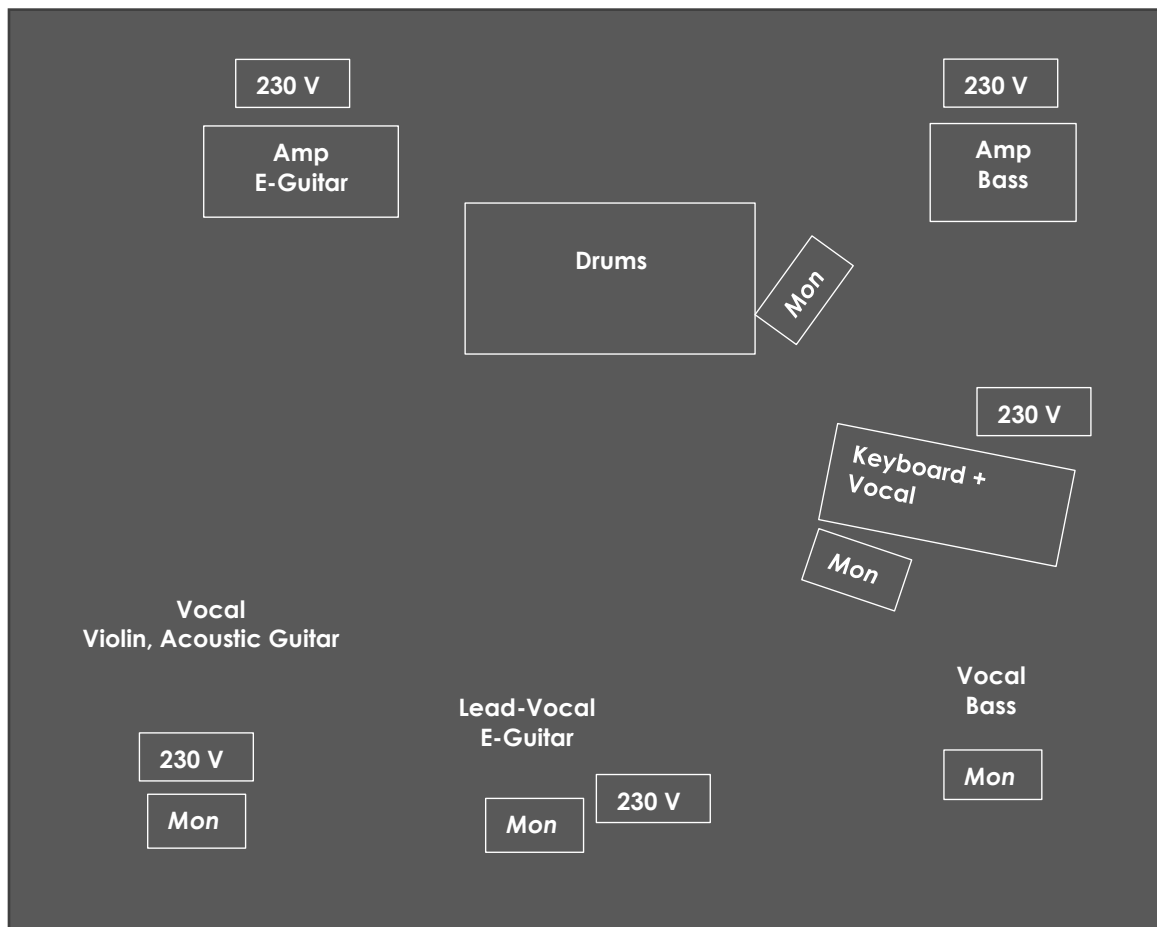 230 V
230 V
Amp
E-Guitar
Amp
Bass
Drums
Mon
230 V
Keyboard +
Vocal
Mon
Vocal
Violin, Acoustic Guitar
Vocal
Bass
Lead-Vocal
E-Guitar
230 V
Mon
230 V
Mon
Mon